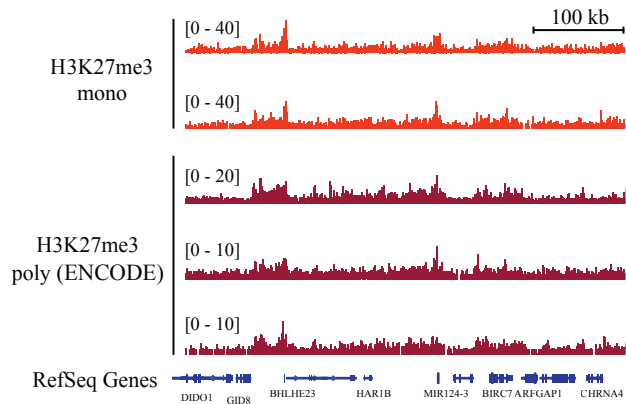 100 kb
[0 - 40]
H3K27me3
mono
[0 - 40]
[0 - 20]
H3K27me3
poly (ENCODE)
[0 - 10]
[0 - 10]
RefSeq Genes
DIDO1 GID8 BHLHE23 HAR1B MIR124-3 BIRC7 ARFGAP1 CHRNA4